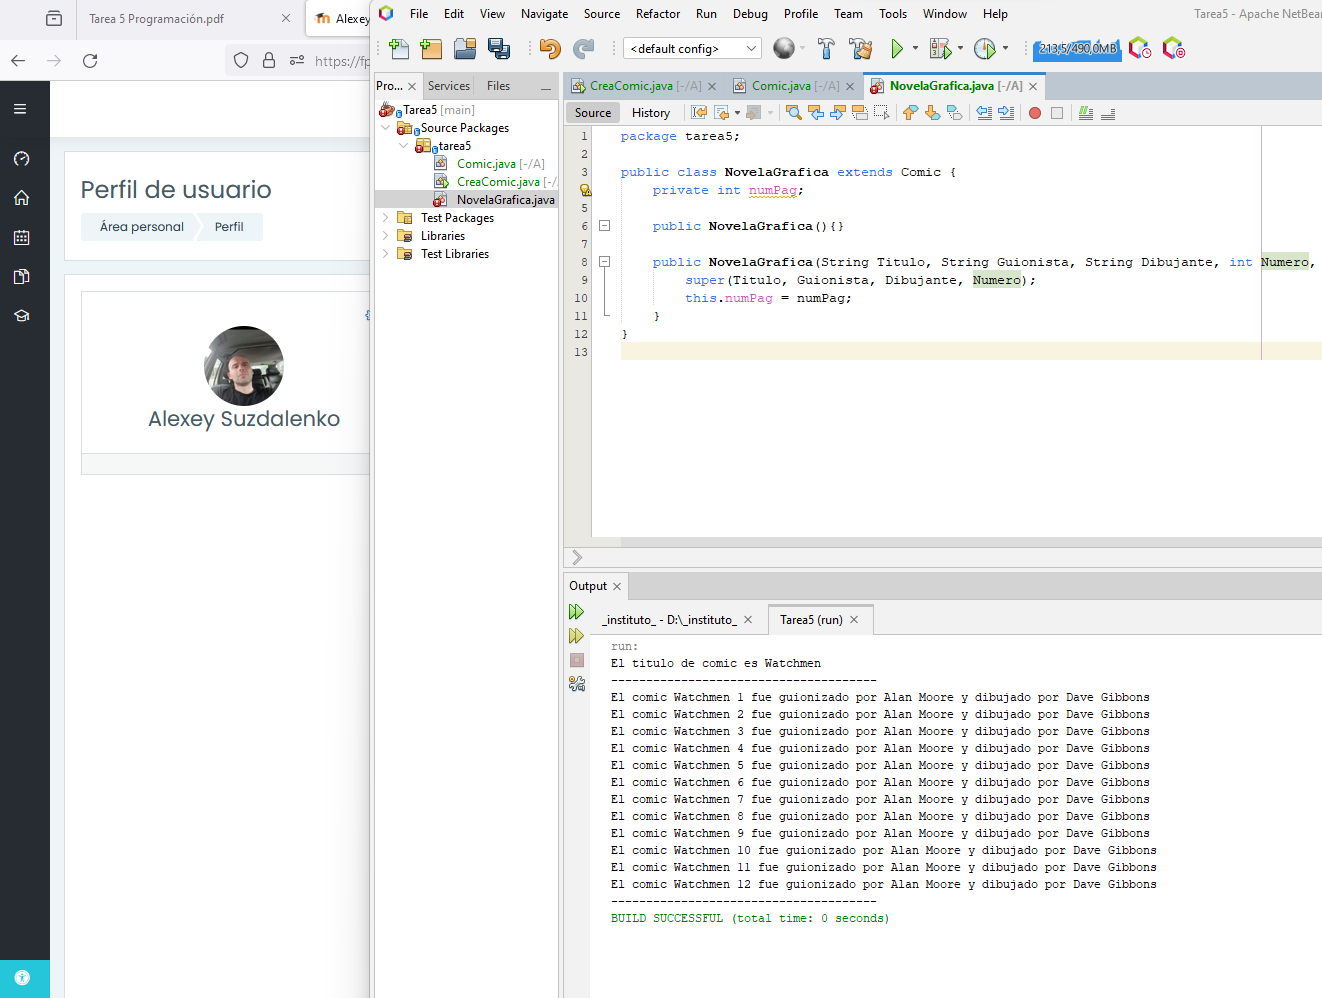 Tarea 5 Programación.pdf
Alexey
https://fp
Perfil de usuario
Área personal
Perfil
Alexey Suzdalenko
File Edit View Navigate Source Refactor Run Debug Profile Team Tools Window Help
Tarea5 - Apache NetBean
<default config>
213,5/490,0MB
Pro... Services Files
Tarea5 [main]
Source Packages
tarea5
Comic.java [-/A]
CreaComic.java [-/
NovelaGrafica.java
Test Packages
Libraries
Test Libraries
CreaComic.java [-/A] Comic.java [-/A] NovelaGrafica.java [-/A]
Source History
1 package tarea5;
2
3 public class NovelaGrafica extends Comic {
private int numPag;
5
6 public NovelaGrafica(){}
7
8 public NovelaGrafica(String Titulo, String Guionista, String Dibujante, int Numero,
9 super(Titulo, Guionista, Dibujante, Numero);
10 this.numPag = numPag;
11 }
12 }
13
Output
_instituto_ - D:\_instituto_ Tarea5 (run)
run:
El titulo de comic es Watchmen
--------------------------------------
El comic Watchmen 1 fue guionizado por Alan Moore y dibujado por Dave Gibbons
El comic Watchmen 2 fue guionizado por Alan Moore y dibujado por Dave Gibbons
El comic Watchmen 3 fue guionizado por Alan Moore y dibujado por Dave Gibbons
El comic Watchmen 4 fue guionizado por Alan Moore y dibujado por Dave Gibbons
El comic Watchmen 5 fue guionizado por Alan Moore y dibujado por Dave Gibbons
El comic Watchmen 6 fue guionizado por Alan Moore y dibujado por Dave Gibbons
El comic Watchmen 7 fue guionizado por Alan Moore y dibujado por Dave Gibbons
El comic Watchmen 8 fue guionizado por Alan Moore y dibujado por Dave Gibbons
El comic Watchmen 9 fue guionizado por Alan Moore y dibujado por Dave Gibbons
El comic Watchmen 10 fue guionizado por Alan Moore y dibujado por Dave Gibbons
El comic Watchmen 11 fue guionizado por Alan Moore y dibujado por Dave Gibbons
El comic Watchmen 12 fue guionizado por Alan Moore y dibujado por Dave Gibbons
--------------------------------------
BUILD SUCCESSFUL (total time: 0 seconds)